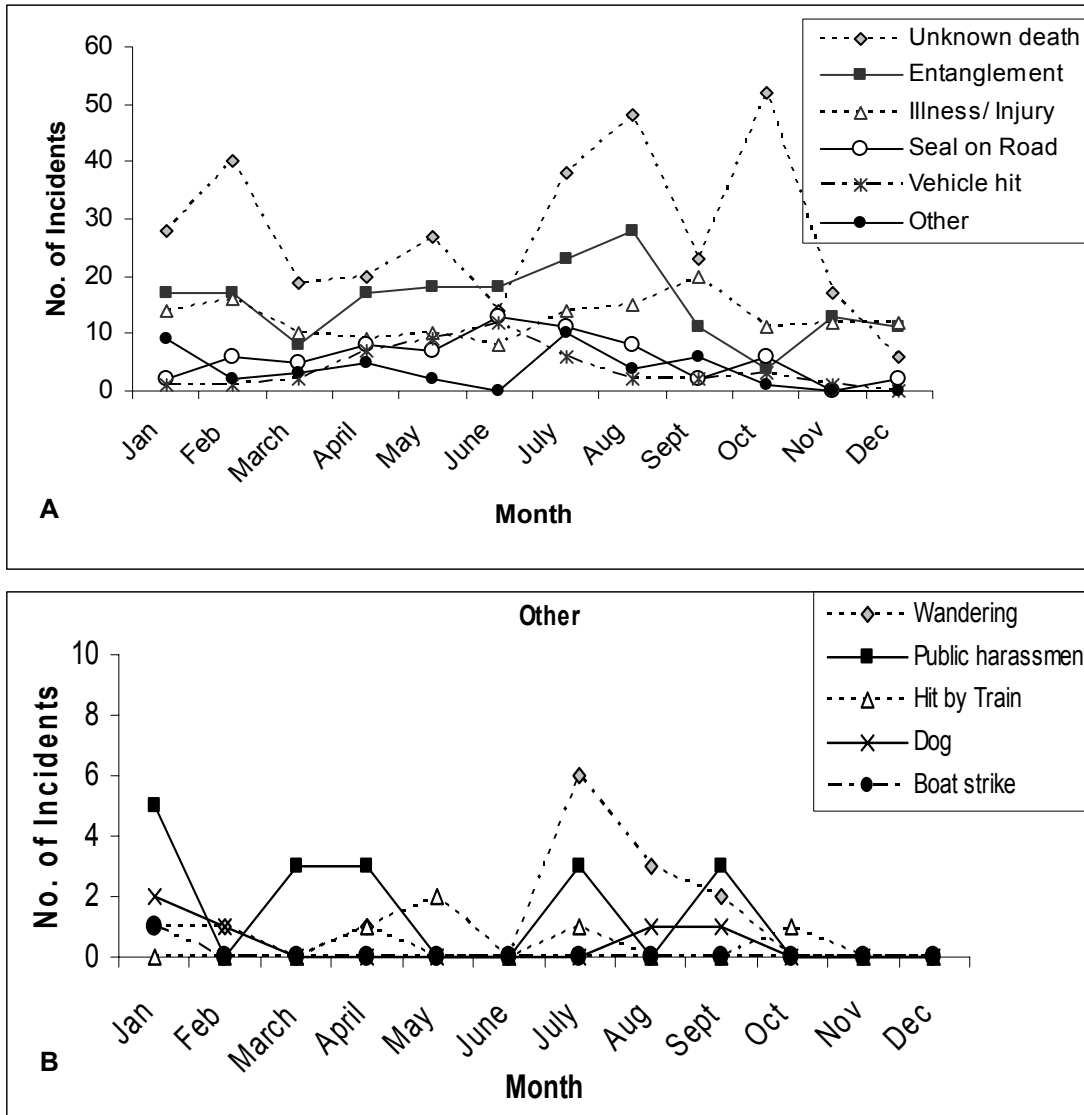 60
50
40
30
20
10
0
No. of Incidents
Unknown death
Entanglement
Illness/ Injury
Seal on Road
Vehicle hit
Other
Jan
Feb
March
April
May
June
July
Aug
Sept
Oct
Nov
Dec
A
Month
Other
10
8
6
4
2
0
No. of Incidents
Wandering
Public harassmen
Hit by Train
Dog
Boat strike
Jan
Feb
March
April
May
June
July
Aug
Sept
Oct
Nov
Dec
B
Month